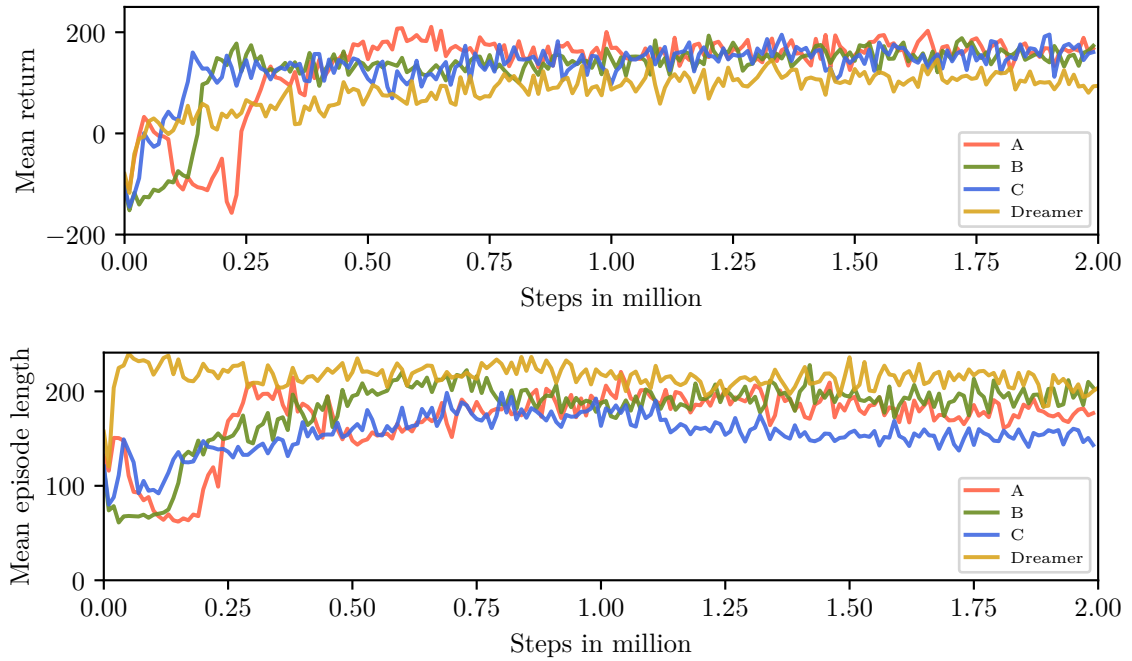 Mean return
200
0
−200
0.00 0.25 0.50 0.75 1.00 1.25 1.50 1.75 2.00
Steps in million
A
B
C
Dreamer
Mean episode length
200
100
0
0.00 0.25 0.50 0.75 1.00 1.25 1.50 1.75 2.00
Steps in million
A
B
C
Dreamer